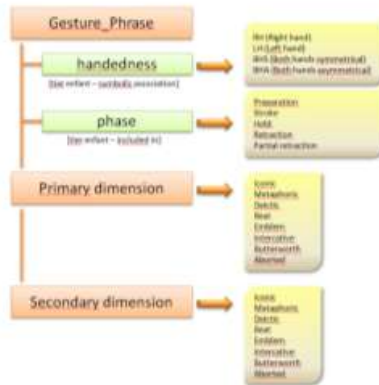 Gesture_Phrase
handedness
RH (Right hand)
LH (Left hand)
BHS (Both hands symmetrical)
BHA (Both hands asymmetrical)
[tier enfant – symbolic association]
phase
Preparation
Stroke
Hold
Retraction
Partial retraction
[tier enfant – included in]
Primary dimension
Iconic
Metaphoric
Deictic
Beat
Emblem
Interactive
Butterworth
Aborted
Secondary dimension
Iconic
Metaphoric
Deictic
Beat
Emblem
Interactive
Butterworth
Aborted